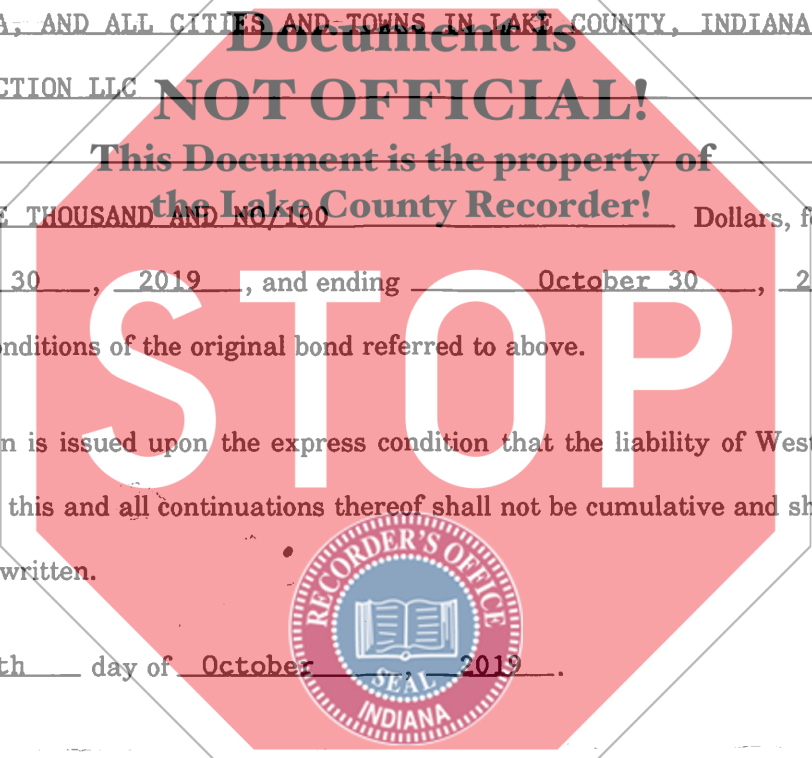 A, AND ALL CITIES AND TOWNS IN LAKE COUNTY, INDIANA
Document is
CTION LLC
NOT OFFICIAL!
This Document is the property of
the Lake County Recorder!
E THOUSAND AND NO/100 Dollars, f
30, 2019, and ending October 30, 2
STOP
nditions of the original bond referred to above.
n is issued upon the express condition that the liability of West
this and all continuations thereof shall not be cumulative and sh
written.
RECORDER'S OFFICE
SEAL
INDIANA
th day of October, 2019.